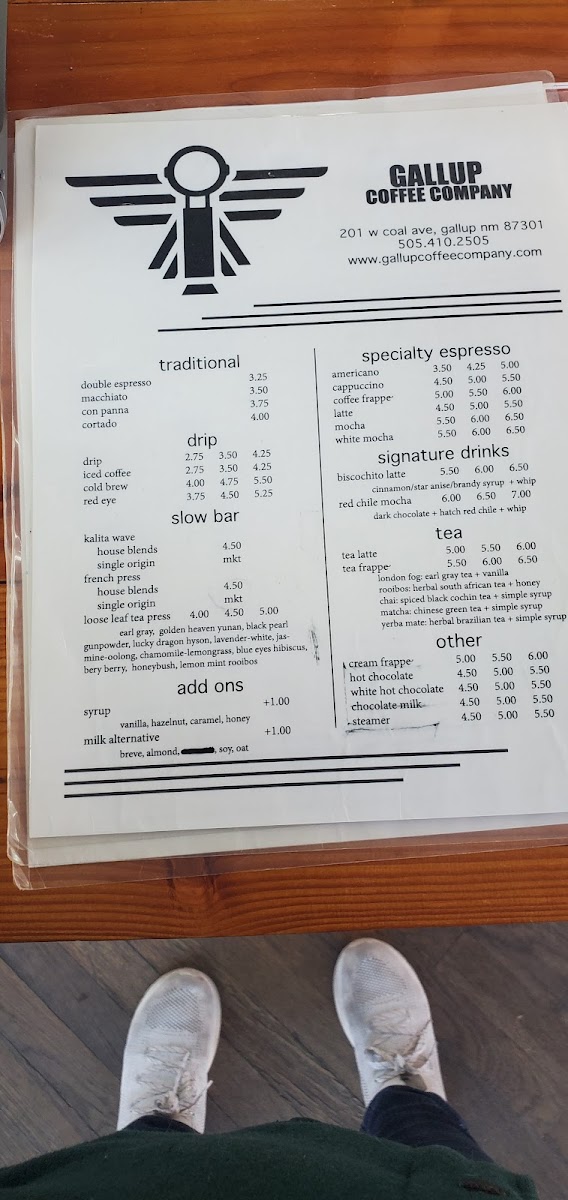 GALLUP
COFFEE COMPANY
201 w coal ave, gallup nm 87301
505.410.2505
www.gallupcoffeecompany.com
traditional
double espresso 3.25
macchiato 3.50
con panna 3.75
cortado 4.00
drip
drip 2.75 3.50 4.25
iced coffee 2.75 3.50 4.25
cold brew 4.00 4.75 5.50
red eye 3.75 4.50 5.25
slow bar
kalita wave
house blends 4.50
single origin mkt
french press
house blends 4.50
single origin mkt
loose leaf tea press 4.00 4.50 5.00
earl gray, golden heaven yunan, black pearl
gunpowder, lucky dragon hyson, lavender-white, jas-
mine-oolong, chamomile-lemongrass, blue eyes hibiscus,
bery berry, honeybush, lemon mint rooibos
add ons
syrup +1.00
vanilla, hazelnut, caramel, honey
milk alternative +1.00
breve, almond, , soy, oat
specialty espresso
americano 3.50 4.25 5.00
cappuccino 4.50 5.00 5.50
coffee frappe 5.00 5.50 6.00
latte 4.50 5.00 5.50
mocha 5.50 6.00 6.50
white mocha 5.50 6.00 6.50
signature drinks
biscochito latte 5.50 6.00 6.50
cinnamon/star anise/brandy syrup + whip
red chile mocha 6.00 6.50 7.00
dark chocolate + hatch red chile + whip
tea
tea latte 5.00 5.50 6.00
tea frappe 5.50 6.00 6.50
london fog: earl gray tea + vanilla
rooibos: herbal south african tea + honey
chai: spiced black cochin tea + simple syrup
matcha: chinese green tea + simple syrup
yerba mate: herbal brazilian tea + simple syrup
other
cream frappe 5.00 5.50 6.00
hot chocolate 4.50 5.00 5.50
white hot chocolate 4.50 5.00 5.50
chocolate milk 4.50 5.00 5.50
steamer 4.50 5.00 5.50